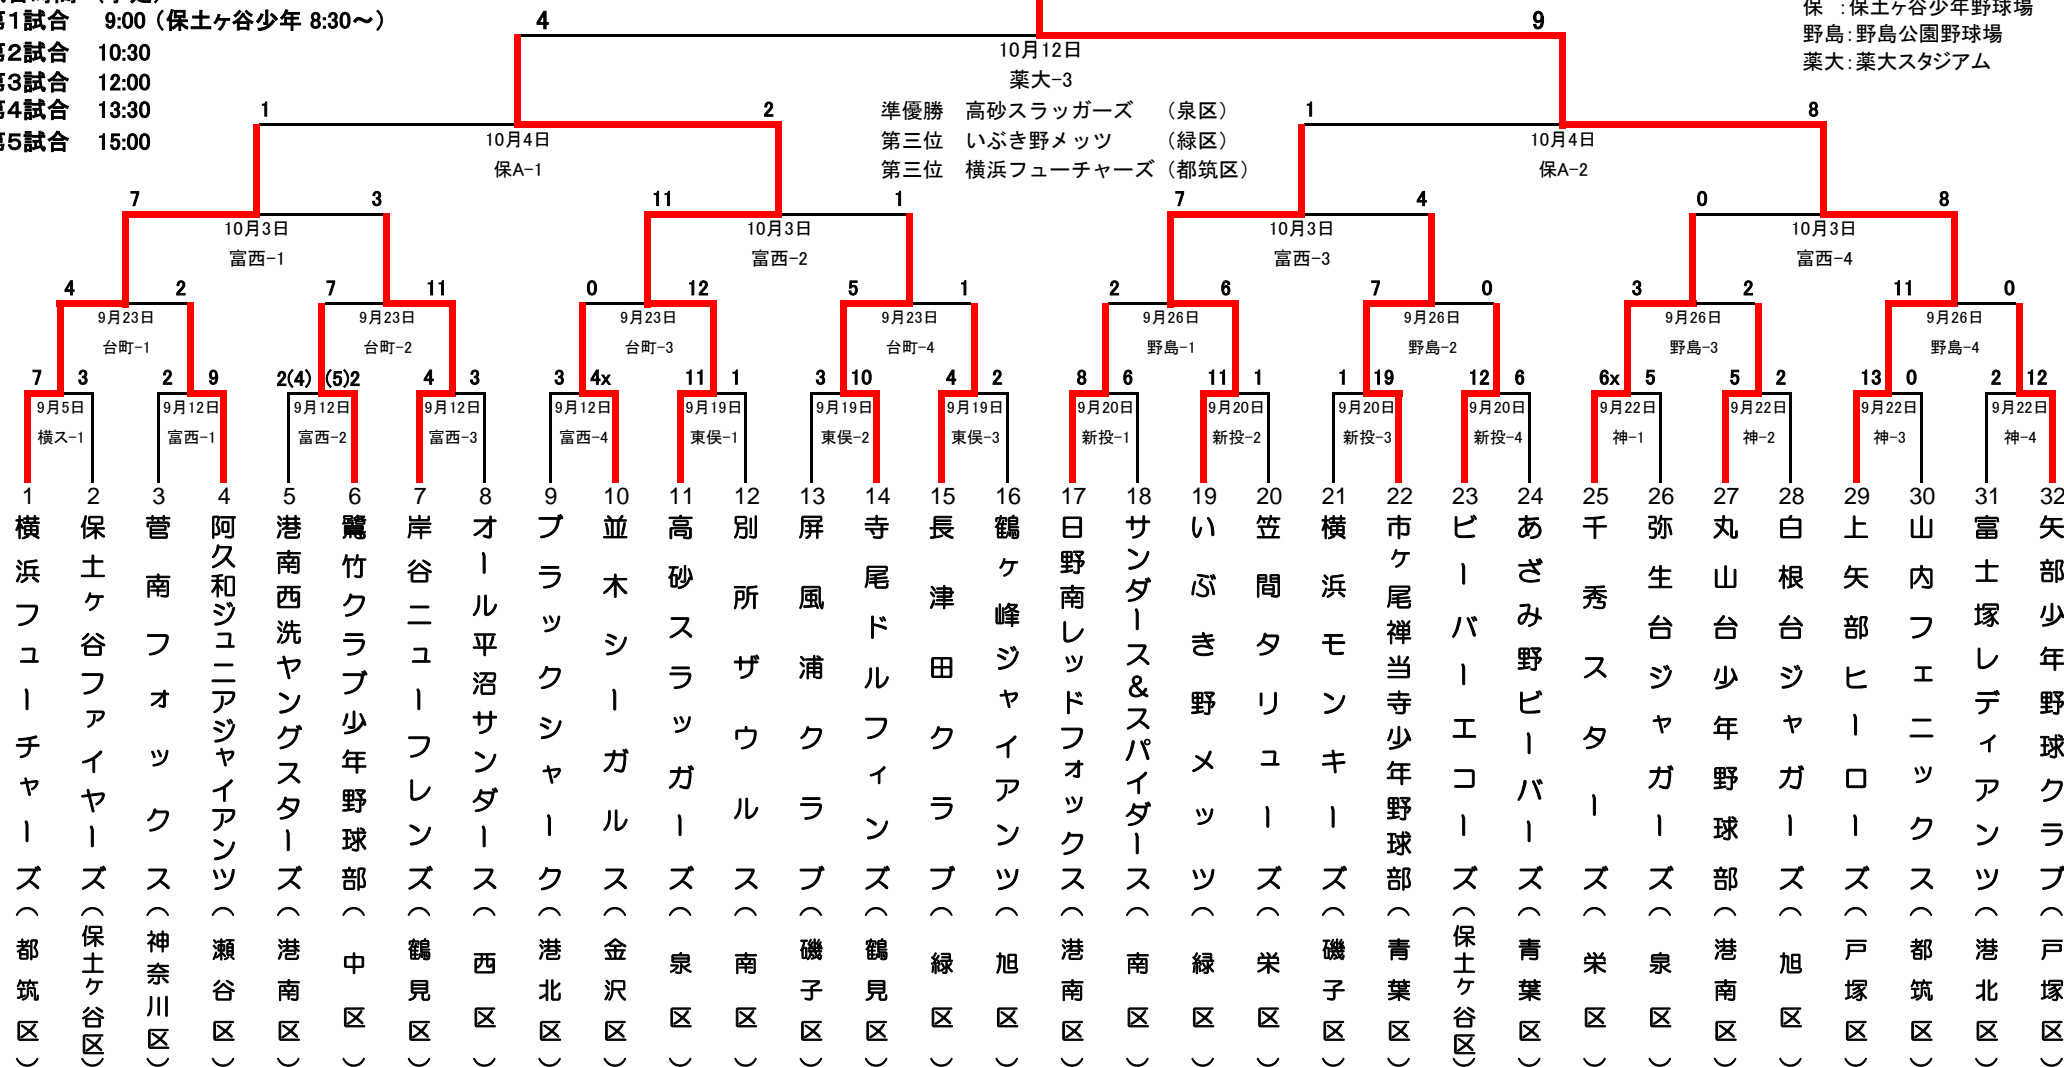 第1試合 9:00（保土ヶ谷少年 8:30～）
第2試合 10:30
第3試合 12:00
第4試合 13:30
第5試合 15:00
保 ：保土ヶ谷少年野球場
野島：野島公園野球場
薬大：薬大スタジアム
4 9
10月12日
薬大-3
準優勝 高砂スラッガーズ （泉区）
第三位 いぶき野メッツ （緑区）
第三位 横浜フューチャーズ （都筑区）
1 2 1 8
10月4日 10月4日
保A-1 保A-2
7 3 11 1 7 4 0 8
10月3日 10月3日 10月3日 10月3日
富西-1 富西-2 富西-3 富西-4
4 2 7 11 0 12 5 1 2 6 7 0 3 2 11 0
9月23日 9月23日 9月23日 9月23日 9月26日 9月26日 9月26日 9月26日
台町-1 台町-2 台町-3 台町-4 野島-1 野島-2 野島-3 野島-4
7 3 2 9 2(4) (5)2 4 3 3 4x 11 1 3 10 4 2 8 6 11 1 1 19 12 6 6x 5 5 2 13 0 2 12
9月5日 9月12日 9月12日 9月12日 9月12日 9月19日 9月19日 9月19日 9月20日 9月20日 9月20日 9月20日 9月22日 9月22日 9月22日 9月22日
横ス-1 富西-1 富西-2 富西-3 富西-4 東俣-1 東俣-2 東俣-3 新投-1 新投-2 新投-3 新投-4 神-1 神-2 神-3 神-4
1 横浜フューチャーズ（都筑区）
2 保土ヶ谷ファイヤーズ（保土ヶ谷区）
3 菅南フォックス（神奈川区）
4 阿久和ジュニアジャイアンツ（瀬谷区）
5 港南西洗ヤングスターズ（港南区）
6 鷺竹クラブ少年野球部（中区）
7 岸谷ニューフレンズ（鶴見区）
8 オール平沼サンダース（西区）
9 ブラックシャーク（港北区）
10 並木シーガルス（金沢区）
11 高砂スラッガーズ（泉区）
12 別所ザウルス（南区）
13 屏風浦クラブ（磯子区）
14 寺尾ドルフィンズ（鶴見区）
15 長津田クラブ（緑区）
16 鶴ヶ峰ジャイアンツ（旭区）
17 日野南レッドフォックス（港南区）
18 サンダース&スパイダース（南区）
19 いぶき野メッツ（緑区）
20 笠間タリューズ（栄区）
21 横浜モンキーズ（磯子区）
22 市ヶ尾禅当寺少年野球部（青葉区）
23 ビーバーエコーズ（保土ヶ谷区）
24 あざみ野ビーバーズ（青葉区）
25 千秀スターズ（栄区）
26 弥生台ジャガーズ（泉区）
27 丸山台少年野球部（港南区）
28 白根台ジャガーズ（旭区）
29 上矢部ヒーローズ（戸塚区）
30 山内フェニックス（都筑区）
31 富士塚レディアンツ（港北区）
32 矢部少年野球クラブ（戸塚区）